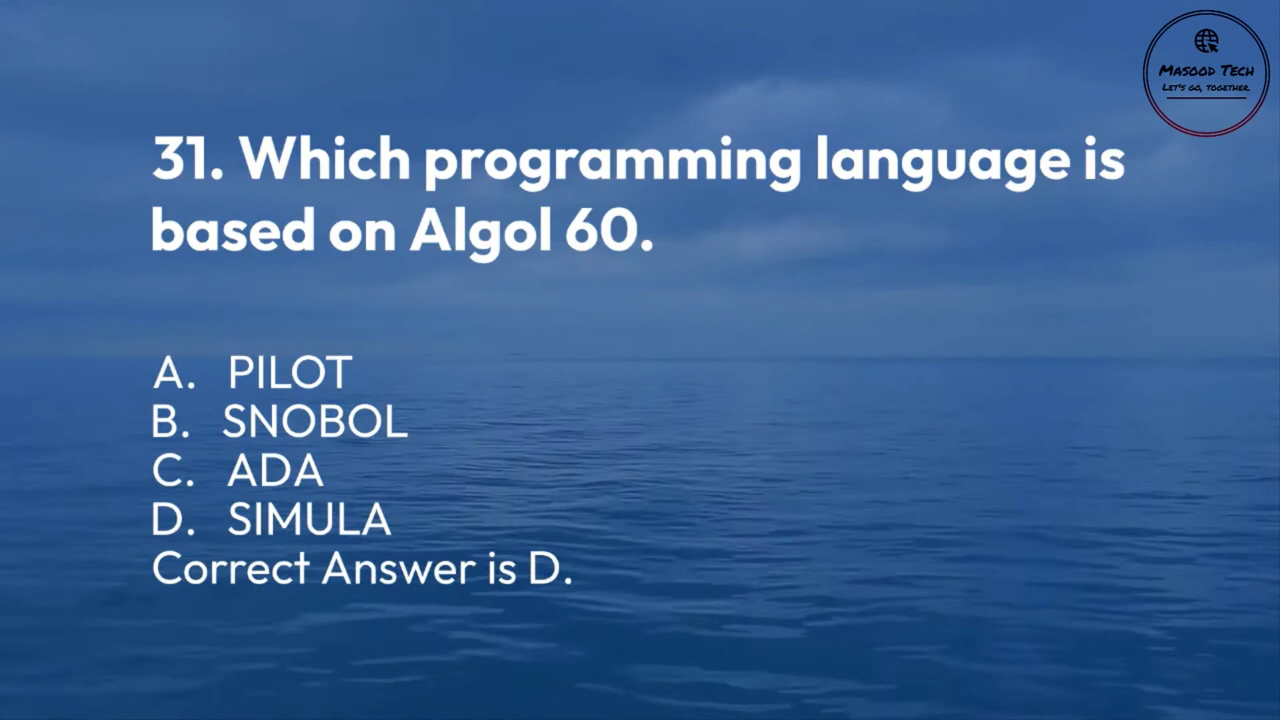 MASOOD TECH
LET'S GO, TOGETHER
31. Which programming language is
based on Algol 60.
A. PILOT
B. SNOBOL
C. ADA
D. SIMULA
Correct Answer is D.